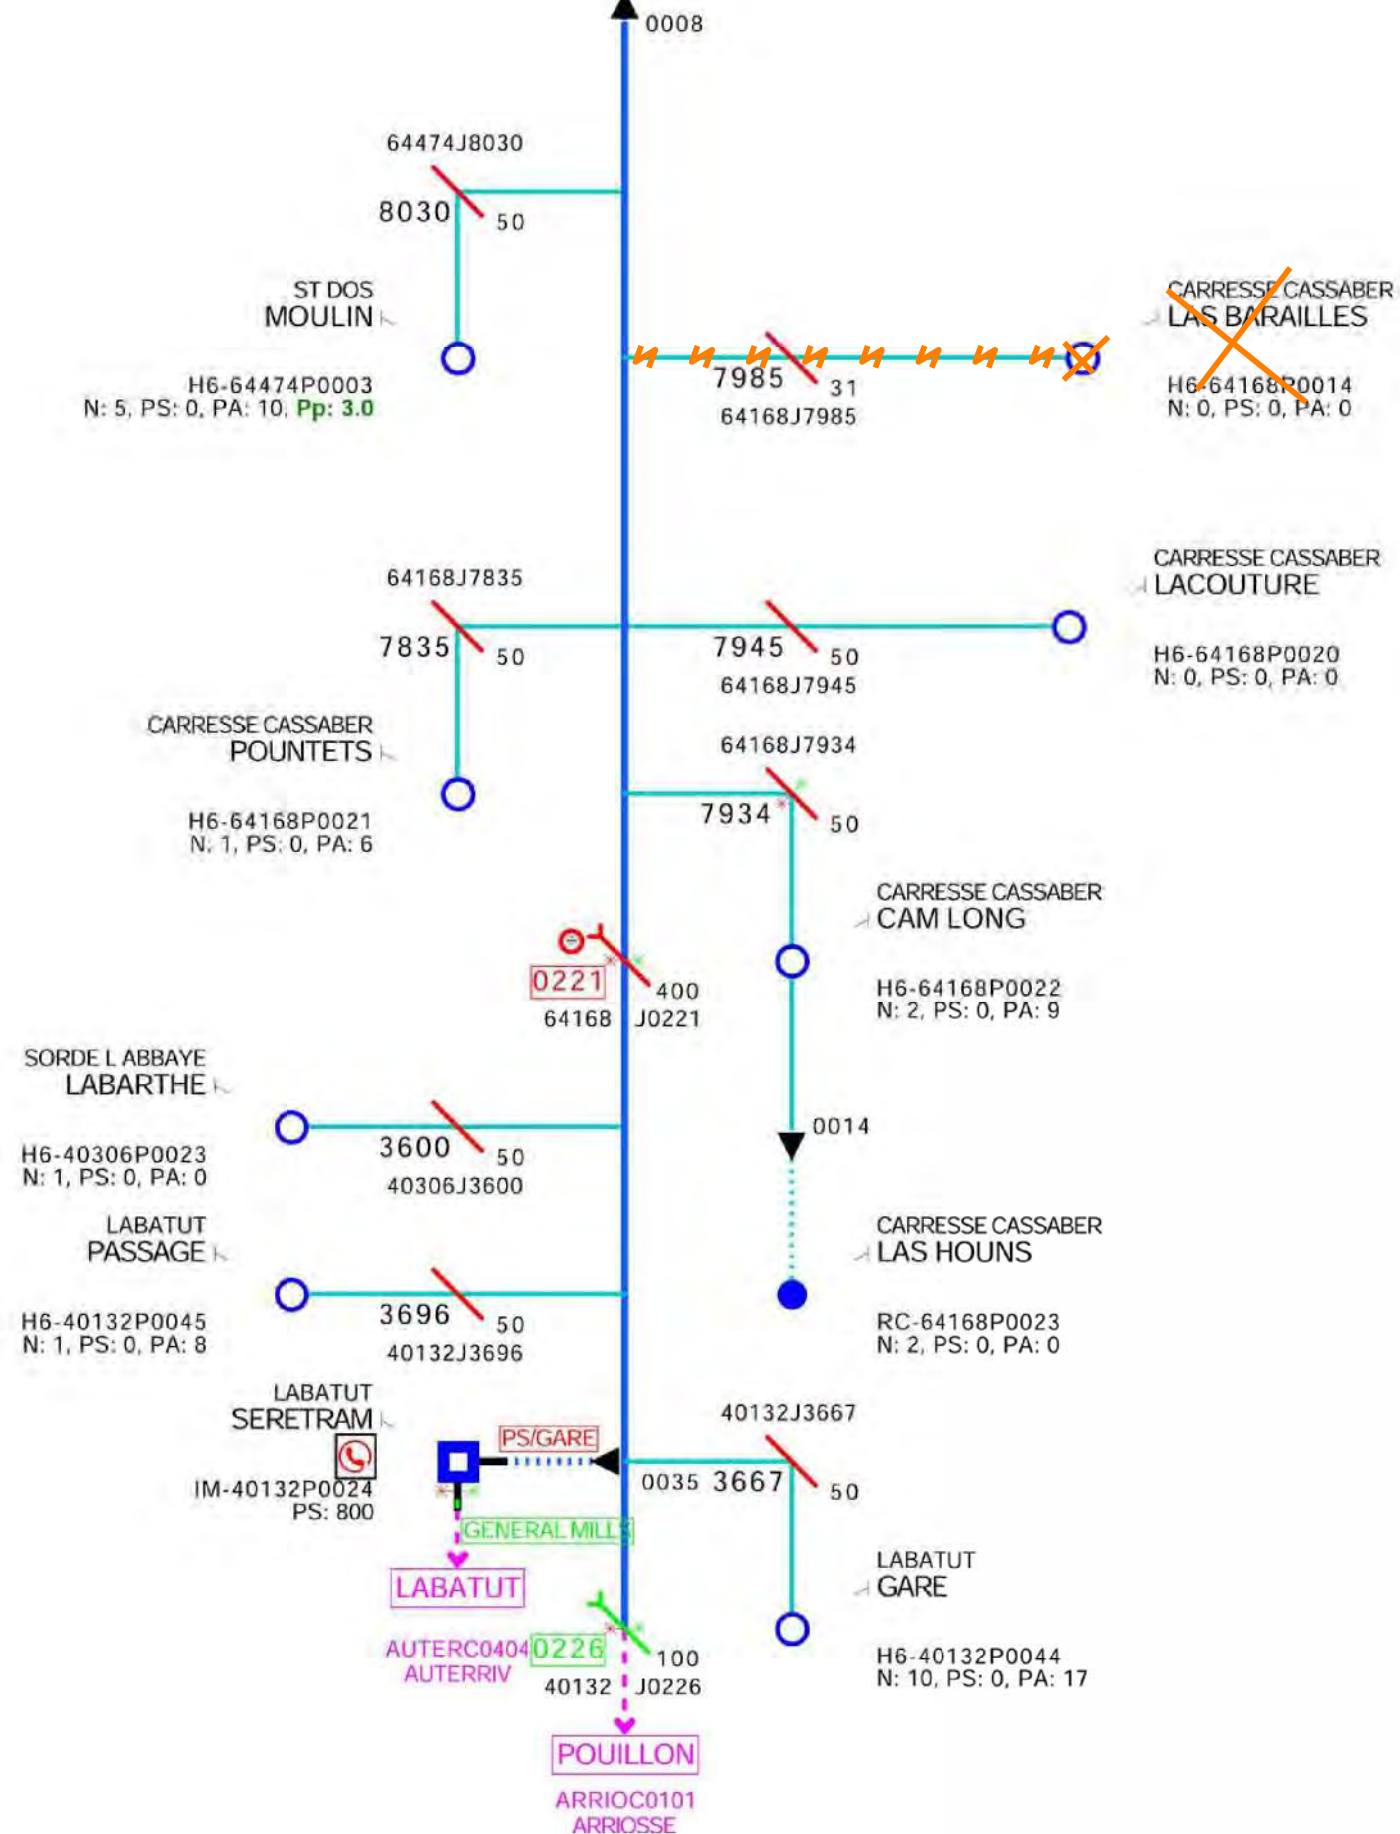 0008
64474J8030
8030
50
ST DOS
MOULIN
H6-64474P0003
N: 5, PS: 0, PA: 10, Pp: 3.0
CARRESSE CASSABER
LAS BARAILLES
H6-64168P0014
N: 0, PS: 0, PA: 0
7985
31
64168J7985
64168J7835
7835
50
CARRESSE CASSABER
LACOUTURE
H6-64168P0020
N: 0, PS: 0, PA: 0
7945
50
64168J7945
CARRESSE CASSABER
POUNTETS
H6-64168P0021
N: 1, PS: 0, PA: 6
64168J7934
7934
50
CARRESSE CASSABER
CAM LONG
H6-64168P0022
N: 2, PS: 0, PA: 9
0221
400
64168 J0221
SORDE L ABBAYE
LABARTHE
H6-40306P0023
N: 1, PS: 0, PA: 0
3600
50
40306J3600
0014
CARRESSE CASSABER
LAS HOUNS
RC-64168P0023
N: 2, PS: 0, PA: 0
LABATUT
PASSAGE
H6-40132P0045
N: 1, PS: 0, PA: 8
3696
50
40132J3696
LABATUT
SERETRAM
IM-40132P0024
PS: 800
PS/GARE
GENERAL MILLS
LABATUT
AUTERC0404
AUTERRIV
40132J3667
0035 3667
50
LABATUT
GARE
H6-40132P0044
N: 10, PS: 0, PA: 17
0226
100
40132 J0226
POUILLON
ARRIOC0101
ARRIOSSE